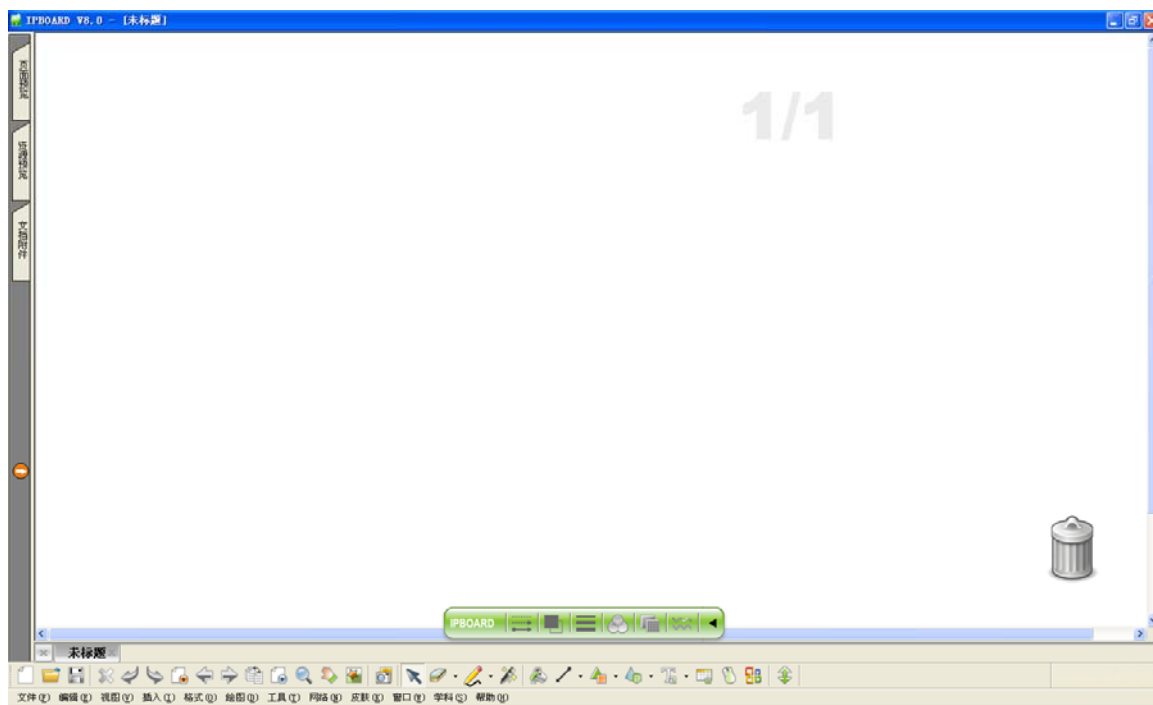 IPBOARD V8.0 - [未标题]
页面预览
资源预览
文档附件
1/1
IPBOARD
未标题
文件(F) 编辑(E) 视图(V) 插入(I) 格式(O) 绘图(D) 工具(T) 网络(N) 皮肤(K) 窗口(W) 学科(S) 帮助(H)